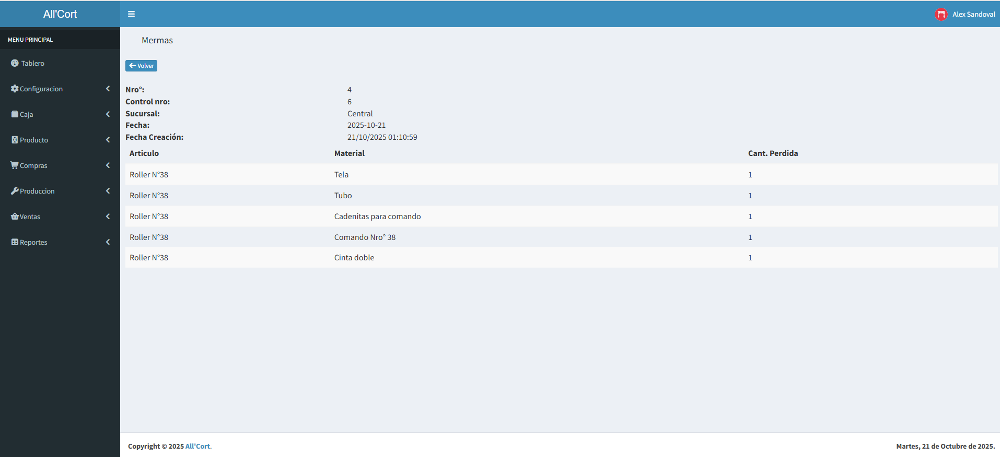 All'Cort
Alex Sandoval
MENU PRINCIPAL
Tablero
Configuracion
Caja
Producto
Compras
Produccion
Ventas
Reportes
Mermas
Volver
Nro°: 4
Control nro: 6
Sucursal: Central
Fecha: 2025-10-21
Fecha Creación: 21/10/2025 01:10:59
Articulo Material Cant. Perdida
Roller N°38 Tela 1
Roller N°38 Tubo 1
Roller N°38 Cadenitas para comando 1
Roller N°38 Comando Nro° 38 1
Roller N°38 Cinta doble 1
Copyright © 2025 All'Cort.
Martes, 21 de Octubre de 2025.